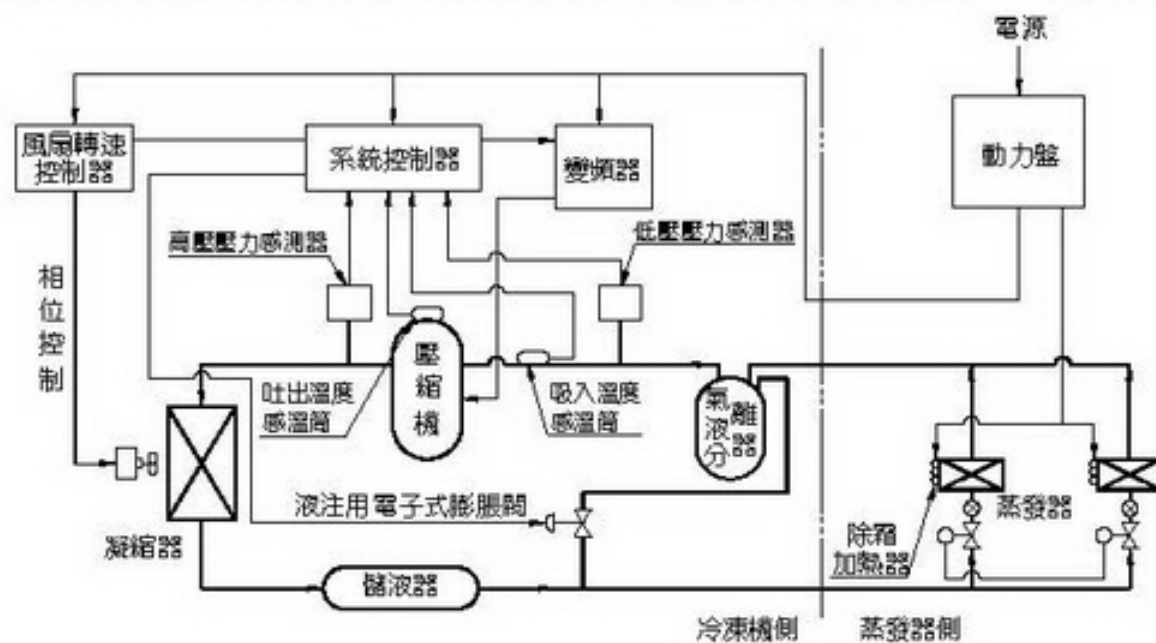 電源
風扇轉速
控制器
系統控制器
變頻器
動力盤
高壓壓力感測器
低壓壓力感測器
相
位
控
制
壓
縮
機
吐出溫度
感溫筒
吸入溫度
感溫筒
氣液分
離器
液注用電子式膨脹閥
凝縮器
儲液器
蒸發器
除霜
加熱器
冷凍機側
蒸發器側